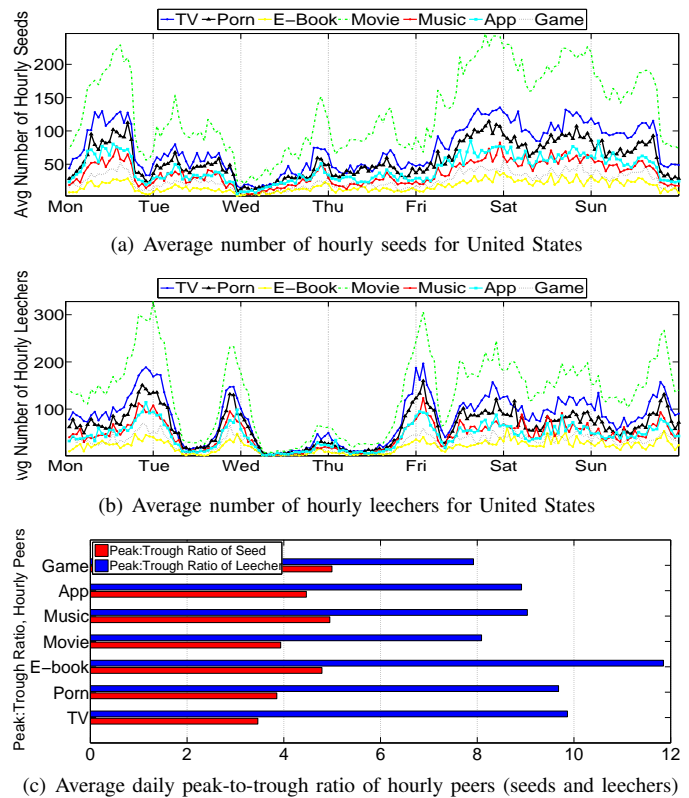 TV Porn E-Book Movie Music App Game
Avg Number of Hourly Seeds
200
150
100
50
Mon Tue Wed Thu Fri Sat Sun
(a) Average number of hourly seeds for United States
TV Porn E-Book Movie Music App Game
Avg Number of Hourly Leechers
300
200
100
Mon Tue Wed Thu Fri Sat Sun
(b) Average number of hourly leechers for United States
Peak:Trough Ratio, Hourly Peers
Peak:Trough Ratio of Seed
Peak:Trough Ratio of Leecher
Game
App
Music
Movie
E-book
Porn
TV
0 2 4 6 8 10 12
(c) Average daily peak-to-trough ratio of hourly peers (seeds and leechers)